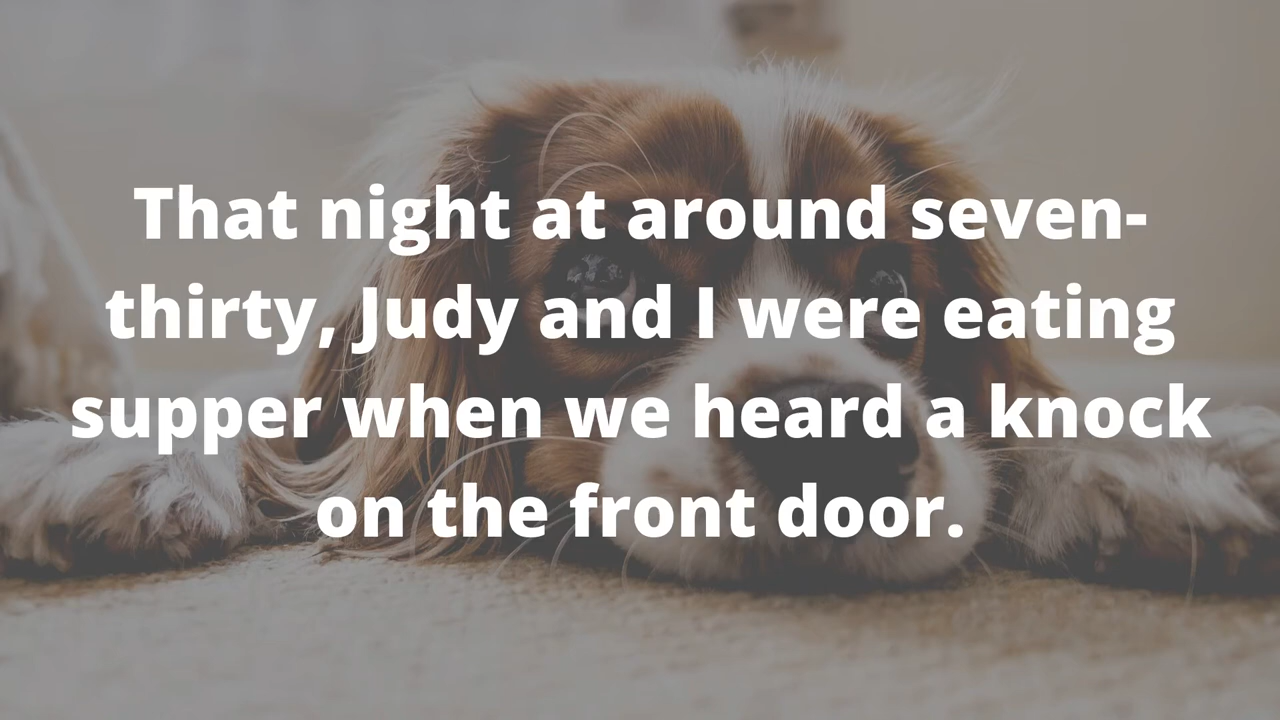 That night at around seven-
thirty, Judy and I were eating
supper when we heard a knock
on the front door.